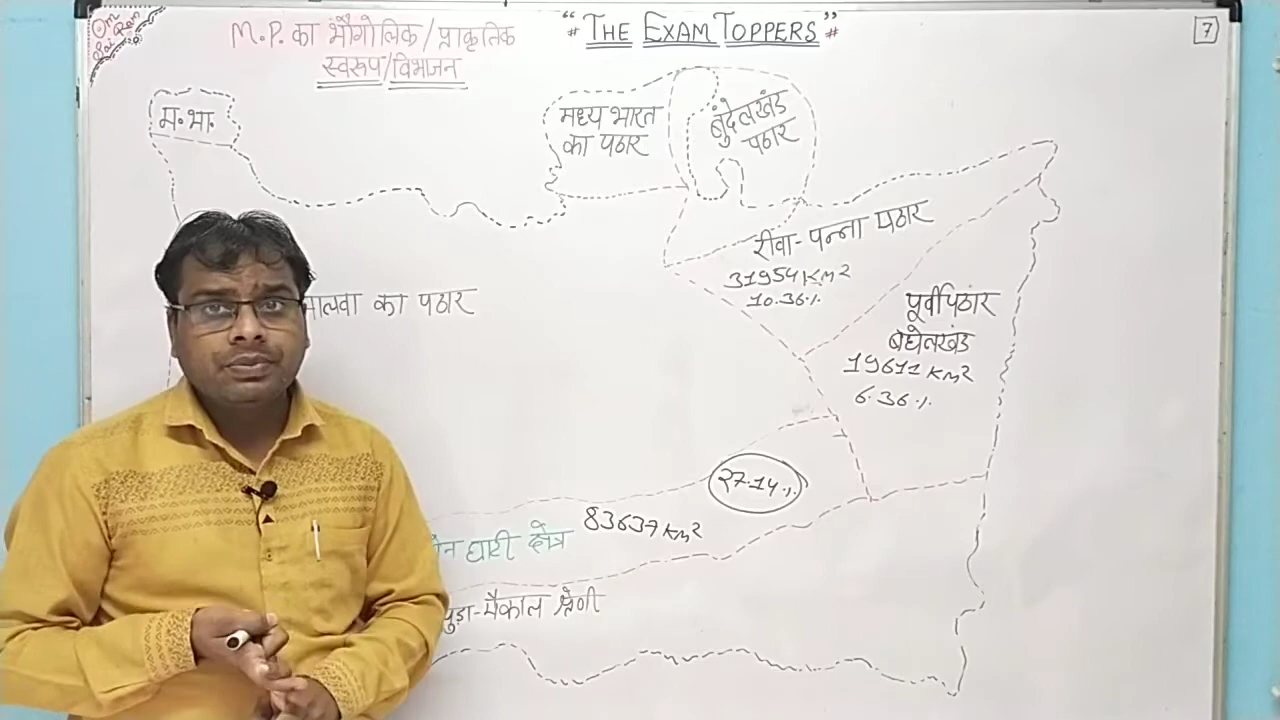 M.P. का भौगोलिक/प्राकृतिक
स्वरूप/विभाजन
"THE EXAM TOPPERS"
7
म.भा.
मध्य भारत
का पठार
बुंदेलखंड
पठार
रीवा-पन्ना पठार
31954 KM2
10.36%
मालवा का पठार
पूर्वी पठार
बघेलखंड
19611 KM2
6.36%
27.14%
घाटी क्षेत्र 83637 KM2
पुड़ा-मैकाल श्रेणी